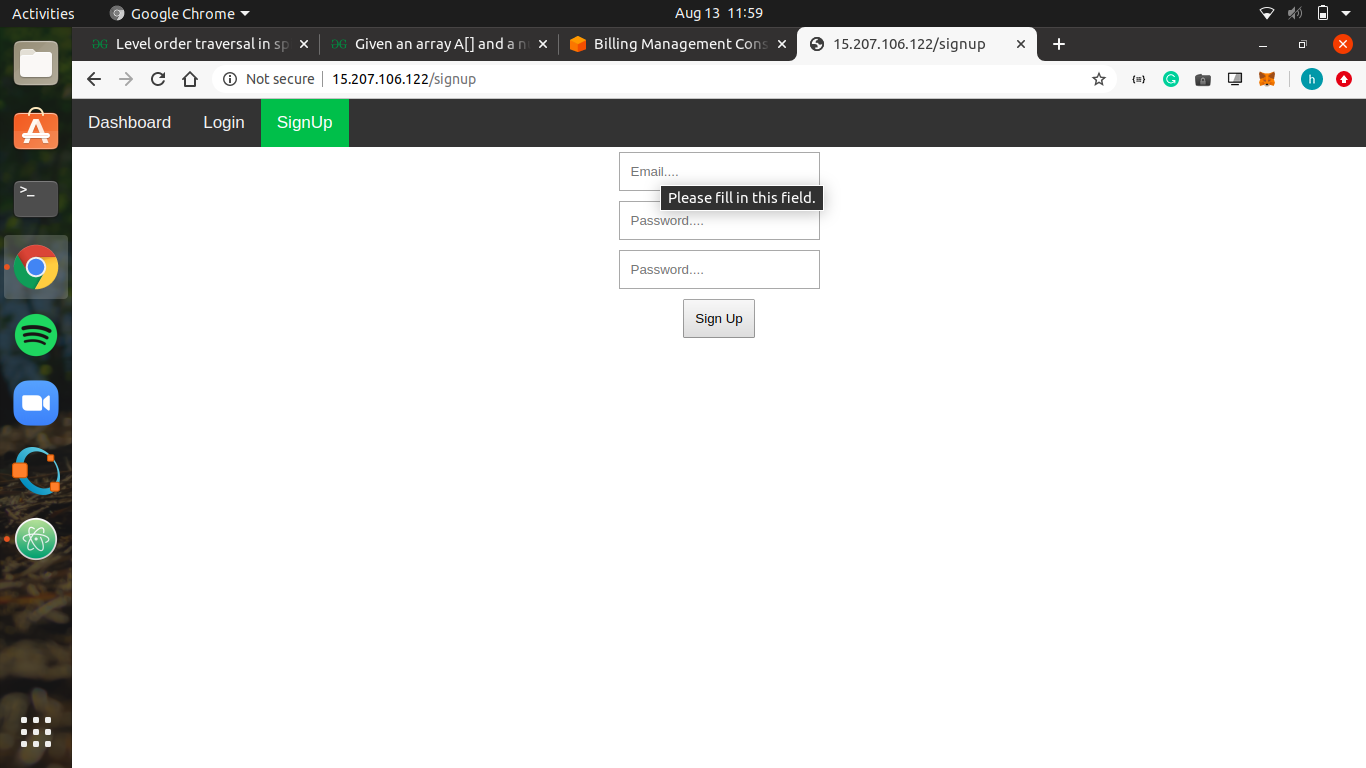 Activities Google Chrome Aug 13 11:59
Level order traversal in sp Given an array A[] and a nu Billing Management Cons 15.207.106.122/signup
Not secure 15.207.106.122/signup
Dashboard Login SignUp
Email....
Please fill in this field.
Password....
Password....
Sign Up